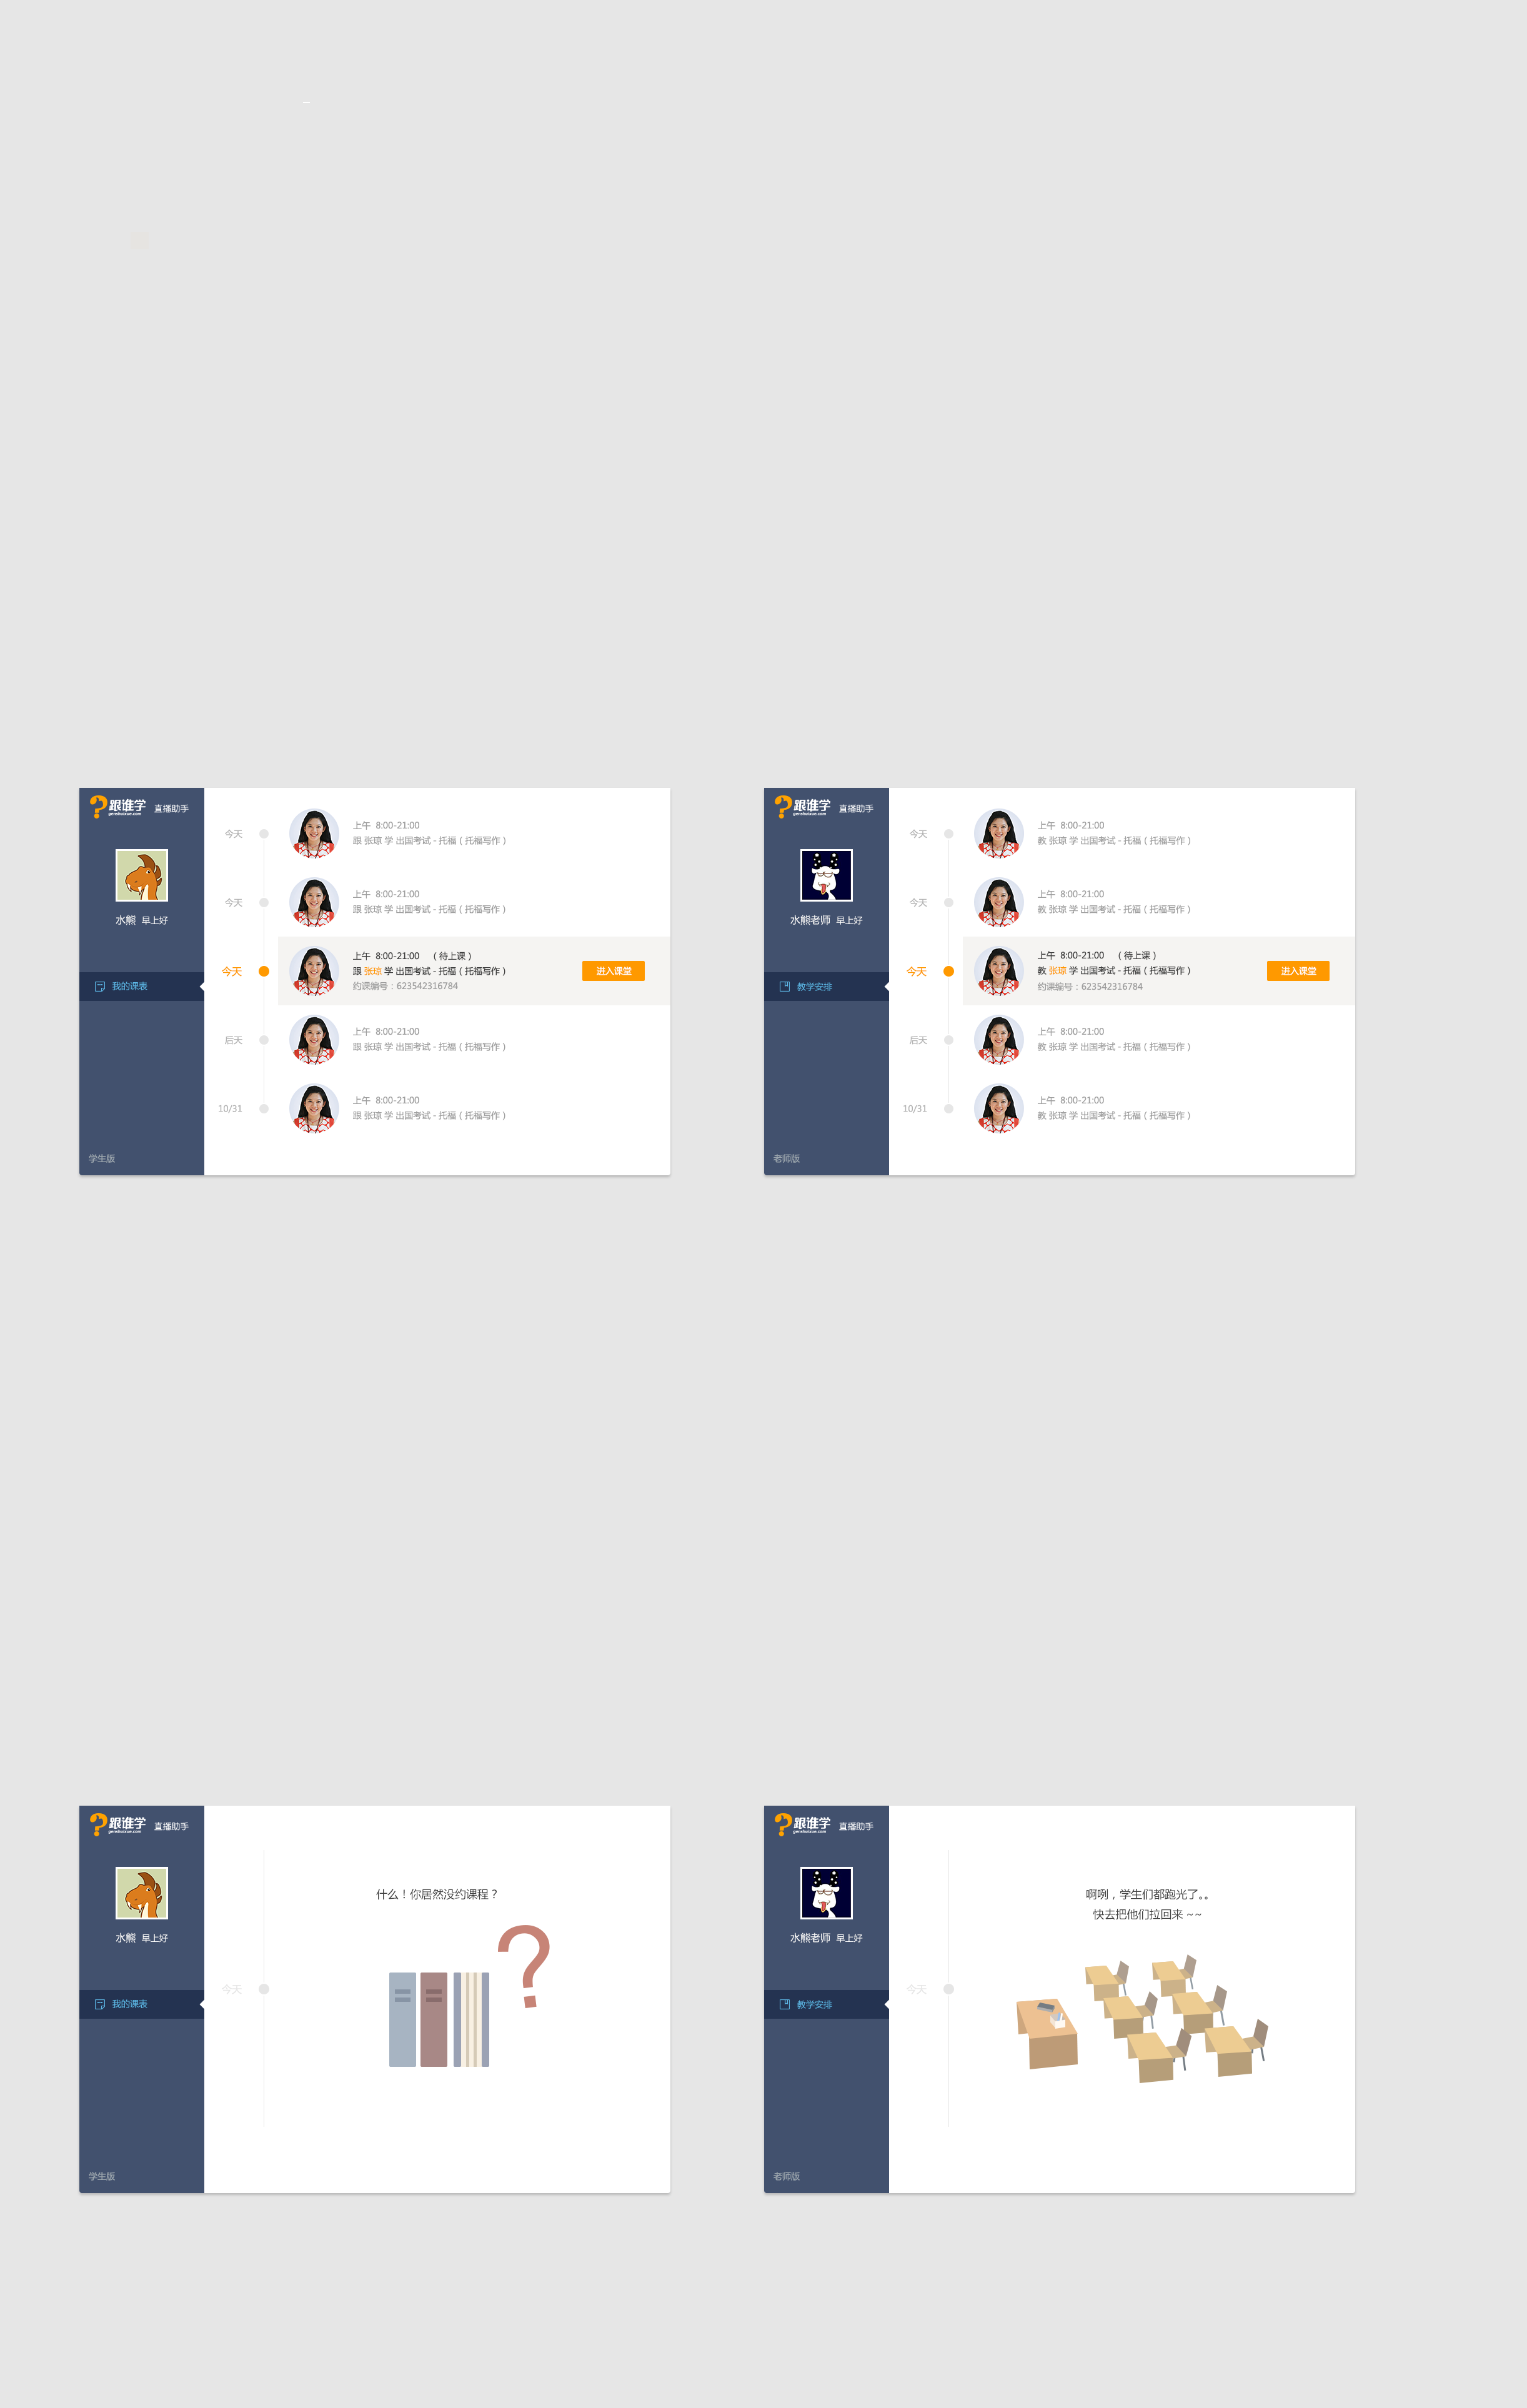 跟谁学 直播助手
genshuixue.com
水熊 早上好
我的课表
学生版
今天
上午 8:00-21:00
跟 张琼 学 出国考试 - 托福 ( 托福写作 )
今天
上午 8:00-21:00
跟 张琼 学 出国考试 - 托福 ( 托福写作 )
今天
上午 8:00-21:00 ( 待上课 )
跟 张琼 学 出国考试 - 托福 ( 托福写作 )
约课编号：623542316784
进入课堂
后天
上午 8:00-21:00
跟 张琼 学 出国考试 - 托福 ( 托福写作 )
10/31
上午 8:00-21:00
跟 张琼 学 出国考试 - 托福 ( 托福写作 )
跟谁学 直播助手
genshuixue.com
水熊老师 早上好
教学安排
老师版
今天
上午 8:00-21:00
教 张琼 学 出国考试 - 托福 ( 托福写作 )
今天
上午 8:00-21:00
教 张琼 学 出国考试 - 托福 ( 托福写作 )
今天
上午 8:00-21:00 ( 待上课 )
教 张琼 学 出国考试 - 托福 ( 托福写作 )
约课编号：623542316784
进入课堂
后天
上午 8:00-21:00
教 张琼 学 出国考试 - 托福 ( 托福写作 )
10/31
上午 8:00-21:00
教 张琼 学 出国考试 - 托福 ( 托福写作 )
跟谁学 直播助手
genshuixue.com
水熊 早上好
我的课表
学生版
今天
什么！你居然没约课程？
?
跟谁学 直播助手
genshuixue.com
水熊老师 早上好
教学安排
老师版
今天
啊咧，学生们都跑光了。。
快去把他们拉回来 ~~